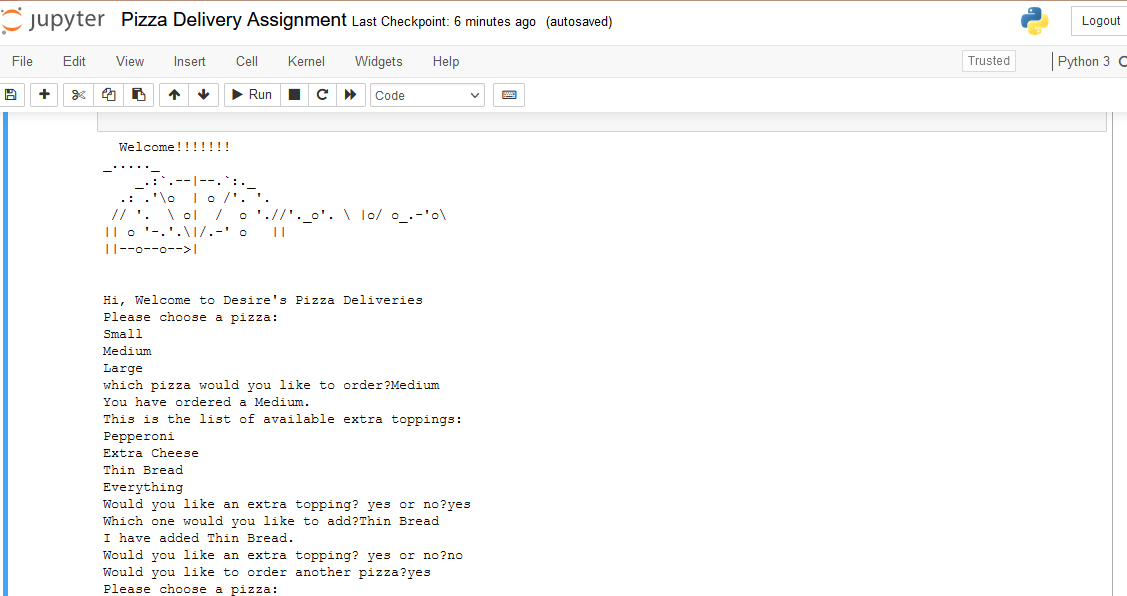 jupyter Pizza Delivery Assignment Last Checkpoint: 6 minutes ago (autosaved) Logout
File Edit View Insert Cell Kernel Widgets Help Trusted Python 3
Run Code
Welcome!!!!!!!
_....._
_.:`.--|--.`:._
.: .'\o | o /'. '.
// '. \ o| / o './/'._o'. \ |o/ o_.-'o\
|| o '-.'.\|/.-' o ||
||--o--o-->|
Hi, Welcome to Desire's Pizza Deliveries
Please choose a pizza:
Small
Medium
Large
which pizza would you like to order?Medium
You have ordered a Medium.
This is the list of available extra toppings:
Pepperoni
Extra Cheese
Thin Bread
Everything
Would you like an extra topping? yes or no?yes
Which one would you like to add?Thin Bread
I have added Thin Bread.
Would you like an extra topping? yes or no?no
Would you like to order another pizza?yes
Please choose a pizza: